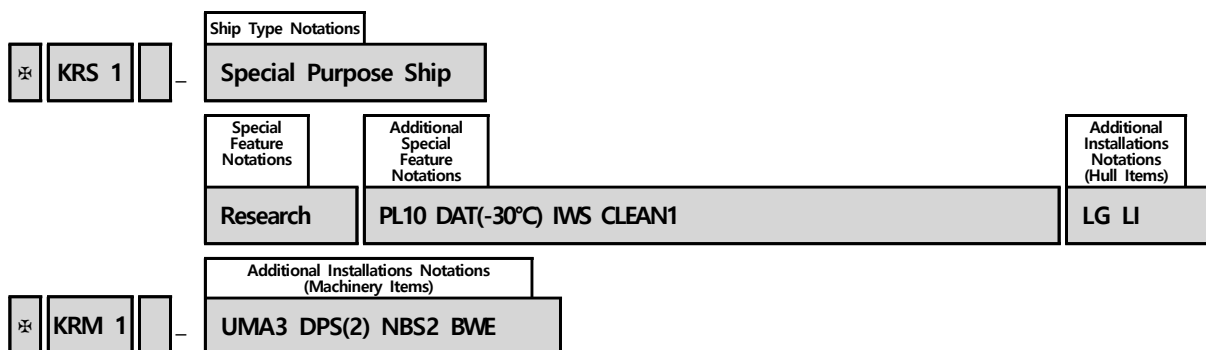 Ship Type Notations
✠ KRS 1 _ Special Purpose Ship
Special
Feature
Notations
Additional
Special
Feature
Notations
Additional
Installations
Notations
(Hull Items)
Research PL10 DAT(-30°C) IWS CLEAN1 LG LI
Additional Installations Notations
(Machinery Items)
✠ KRM 1 _ UMA3 DPS(2) NBS2 BWE